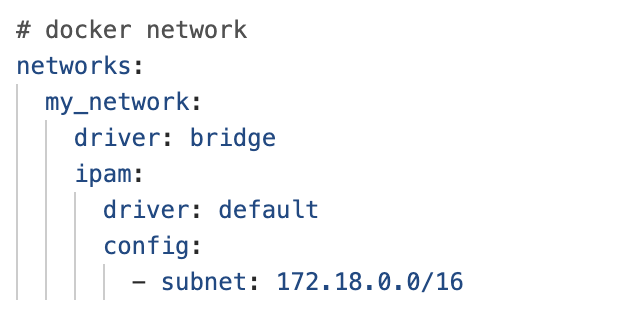 # docker network
networks:
  my_network:
    driver: bridge
    ipam:
      driver: default
      config:
        - subnet: 172.18.0.0/16